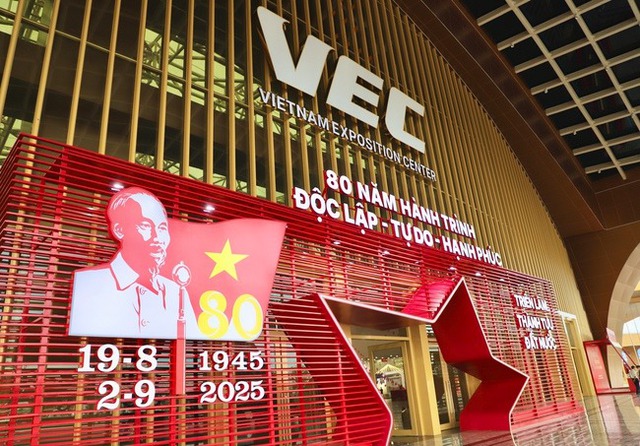 VEC
VIETNAM EXPOSITION CENTER
80 NĂM HÀNH TRÌNH
ĐỘC LẬP - TỰ DO - HẠNH PHÚC
TRIỂN LÃM
THÀNH TỰU
ĐẤT NƯỚC
80
19-8 1945
2-9 2025